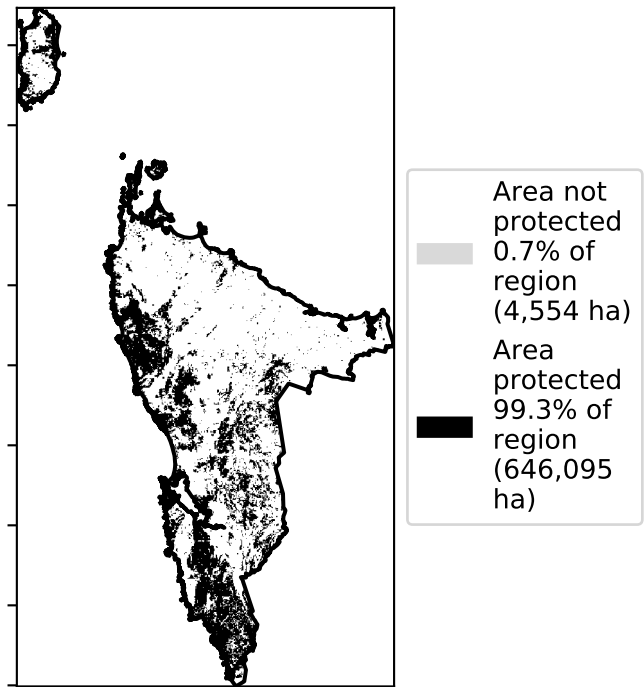 Area not
protected
0.7% of
region
(4,554 ha)
Area
protected
99.3% of
region
(646,095
ha)